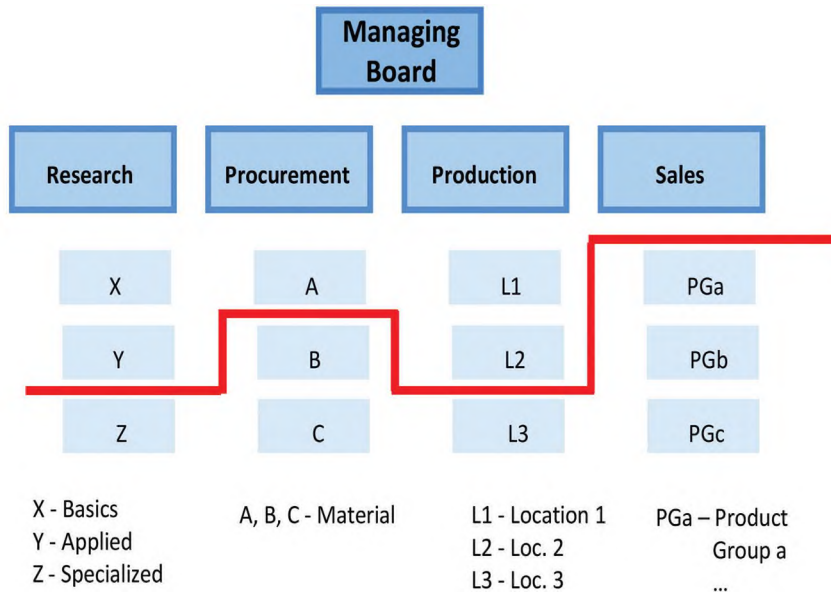 Managing
Board
Research
Procurement
Production
Sales
X
A
L1
PGa
Y
B
L2
PGb
Z
C
L3
PGc
X - Basics
Y - Applied
Z - Specialized
A, B, C - Material
L1 - Location 1
L2 - Loc. 2
L3 - Loc. 3
PGa – Product
Group a
...